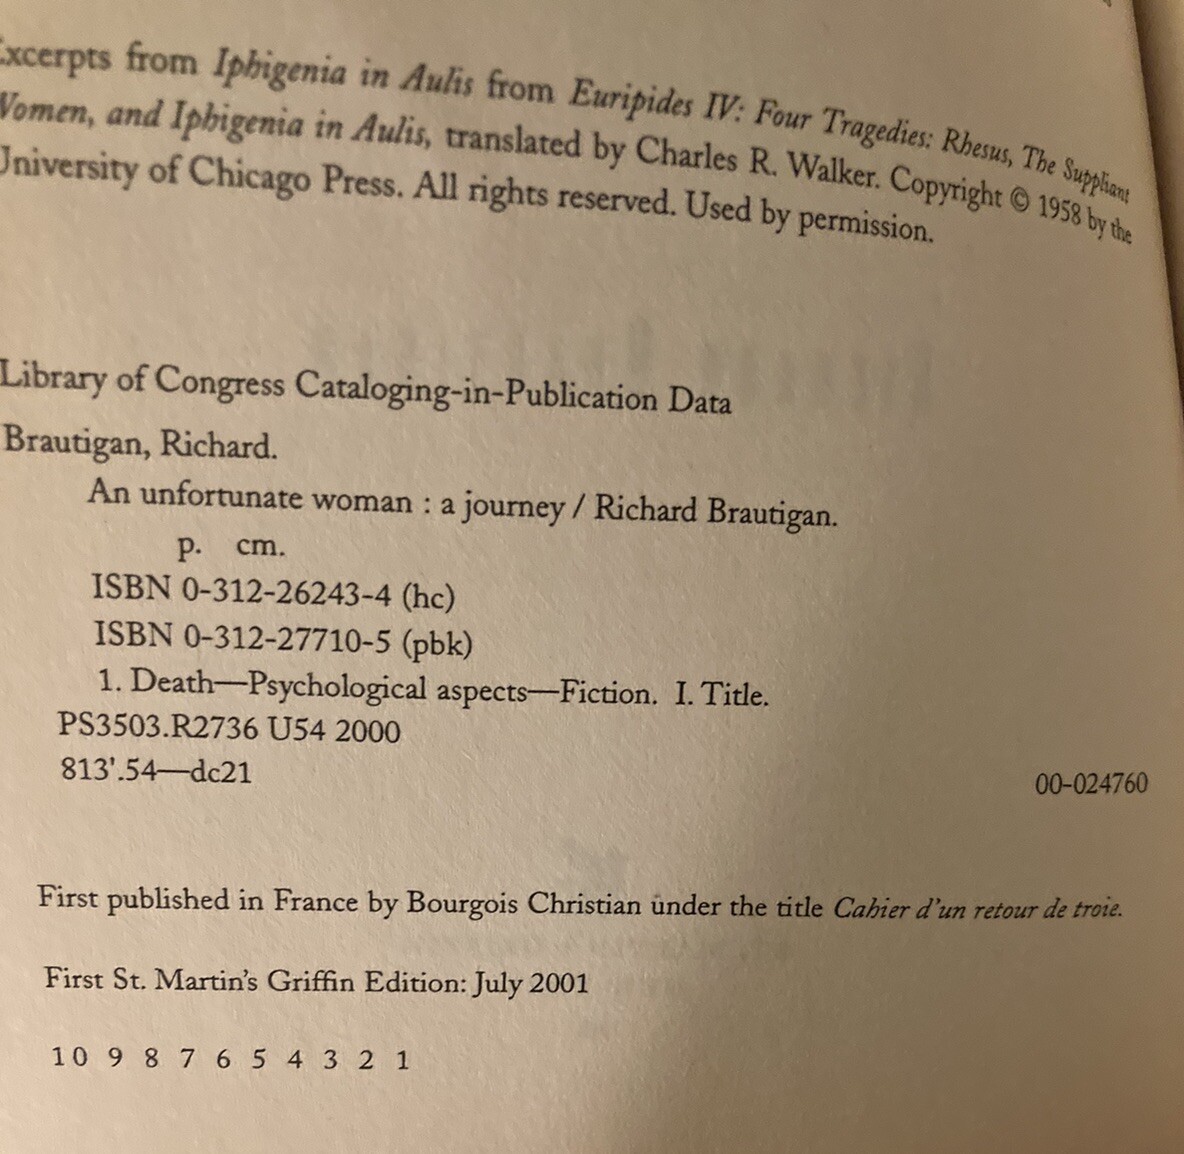 Excerpts from Iphigenia in Aulis from Euripides IV: Four Tragedies: Rhesus, The Suppliant
Women, and Iphigenia in Aulis, translated by Charles R. Walker. Copyright © 1958 by the
University of Chicago Press. All rights reserved. Used by permission.
Library of Congress Cataloging-in-Publication Data
Brautigan, Richard.
An unfortunate woman : a journey / Richard Brautigan.
p. cm.
ISBN 0-312-26243-4 (hc)
ISBN 0-312-27710-5 (pbk)
1. Death—Psychological aspects—Fiction. I. Title.
PS3503.R2736 U54 2000
813'.54—dc21
00-024760
First published in France by Bourgois Christian under the title Cahier d'un retour de troie.
First St. Martin's Griffin Edition: July 2001
10 9 8 7 6 5 4 3 2 1